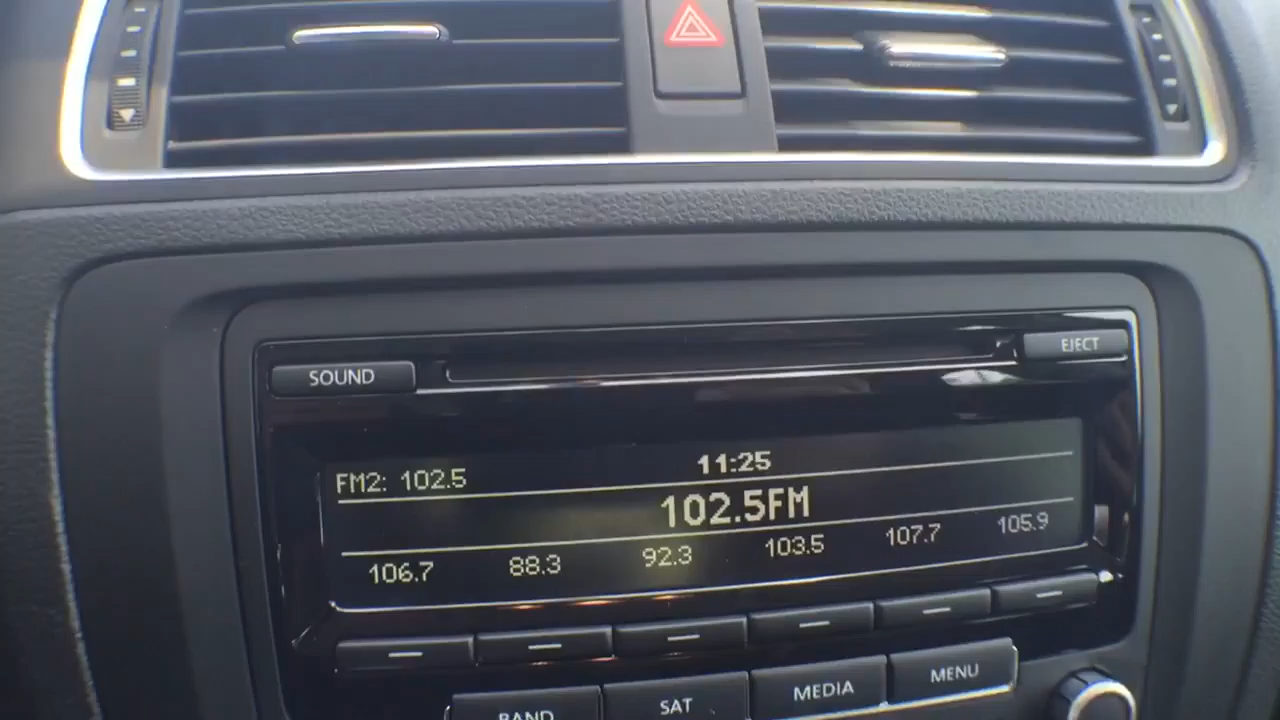 SOUND
EJECT
FM2: 102.5
11:25
102.5FM
106.7 88.3 92.3 103.5 107.7 105.9
BAND SAT MEDIA MENU